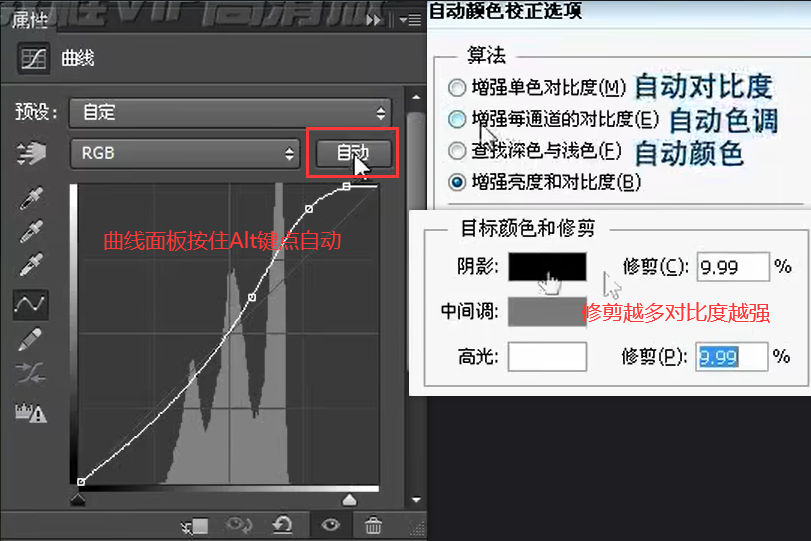 属性
曲线
预设: 自定
RGB 自动
曲线面板按住Alt键点自动
自动颜色校正选项
算法
增强单色对比度(M) 自动对比度
增强每通道的对比度(E) 自动色调
查找深色与浅色(F) 自动颜色
增强亮度和对比度(B)
目标颜色和修剪
阴影: 修剪(C): 9.99 %
中间调: 修剪越多对比度越强
高光: 修剪(P): 9.99 %